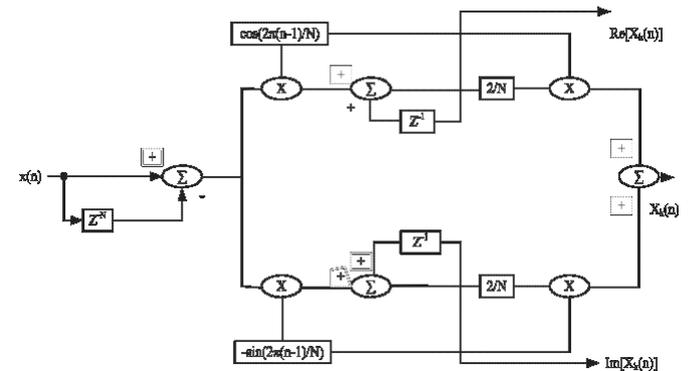 cos(2π(n-1)/N)
Re[Xₖ(n)]
+
X
Σ
2/N
X
+
Z⁻¹
+
+
x(n)
Σ
Σ
-
Z⁻ᴺ
+
Xₖ(n)
Z⁻¹
+
+
X
Σ
2/N
X
-sin(2π(n-1)/N)
Im[Xₖ(n)]